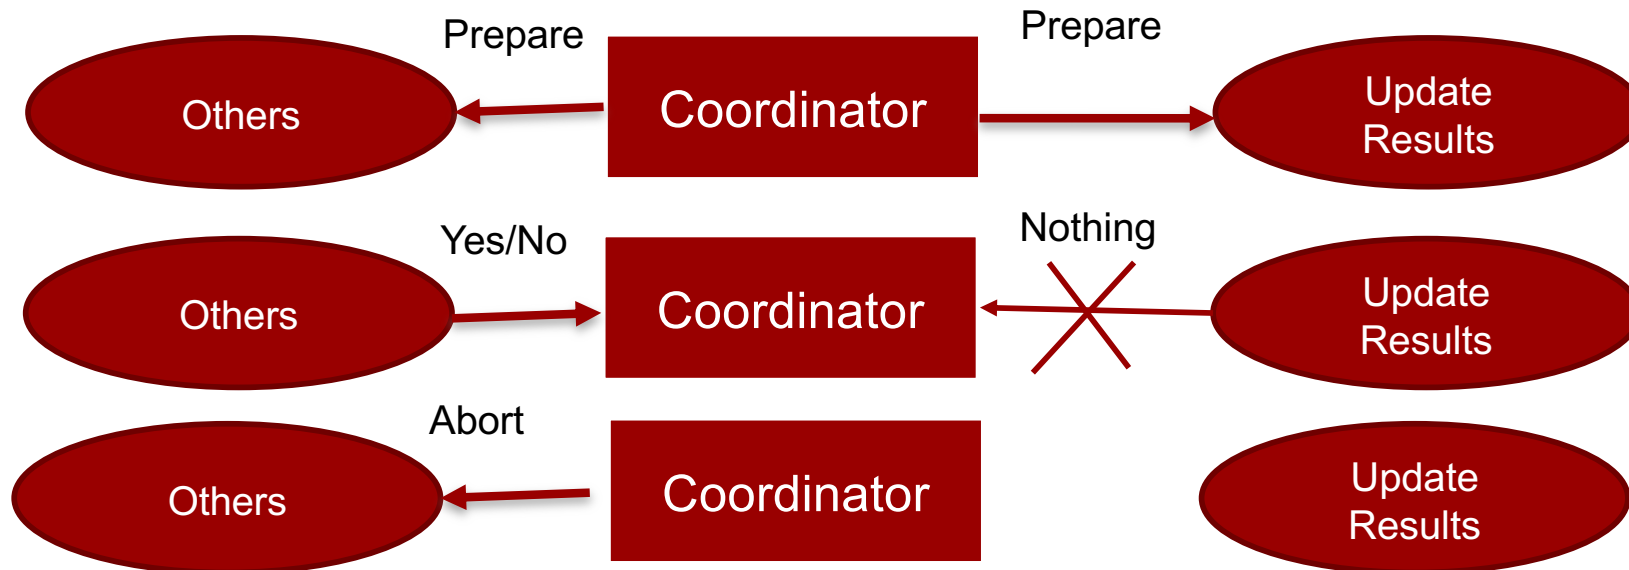 Prepare
Prepare
Others
Coordinator
Update
Results
Yes/No
Nothing
Others
Coordinator
Update
Results
Abort
Others
Coordinator
Update
Results